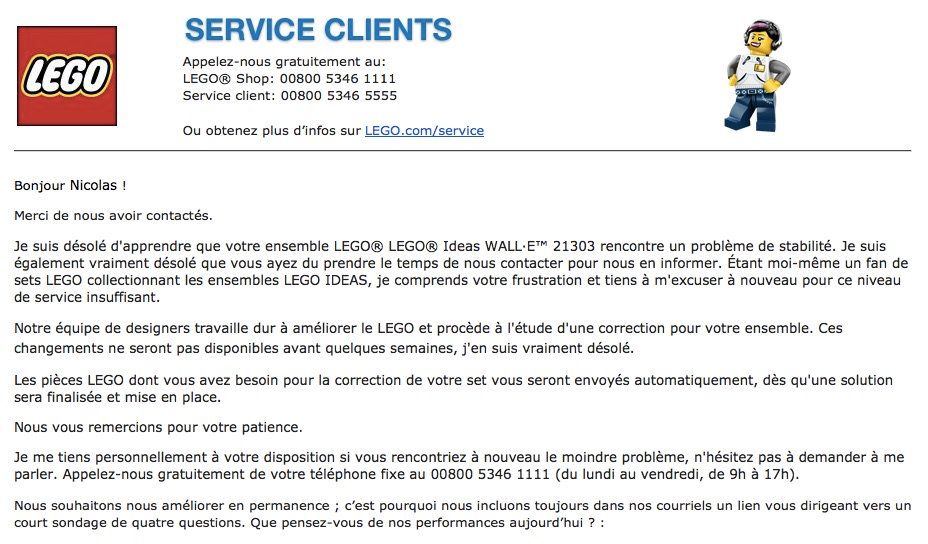 LEGO
SERVICE CLIENTS
Appelez-nous gratuitement au:
LEGO® Shop: 00800 5346 1111
Service client: 00800 5346 5555
Ou obtenez plus d’infos sur LEGO.com/service
Bonjour Nicolas !
Merci de nous avoir contactés.
Je suis désolé d'apprendre que votre ensemble LEGO® LEGO® Ideas WALL·E™ 21303 rencontre un problème de stabilité. Je suis
également vraiment désolé que vous ayez du prendre le temps de nous contacter pour nous en informer. Étant moi-même un fan de
sets LEGO collectionnant les ensembles LEGO IDEAS, je comprends votre frustration et tiens à m'excuser à nouveau pour ce niveau
de service insuffisant.
Notre équipe de designers travaille dur à améliorer le LEGO et procède à l'étude d'une correction pour votre ensemble. Ces
changements ne seront pas disponibles avant quelques semaines, j'en suis vraiment désolé.
Les pièces LEGO dont vous avez besoin pour la correction de votre set vous seront envoyés automatiquement, dès qu'une solution
sera finalisée et mise en place.
Nous vous remercions pour votre patience.
Je me tiens personnellement à votre disposition si vous rencontriez à nouveau le moindre problème, n'hésitez pas à demander à me
parler. Appelez-nous gratuitement de votre téléphone fixe au 00800 5346 1111 (du lundi au vendredi, de 9h à 17h).
Nous souhaitons nous améliorer en permanence ; c’est pourquoi nous incluons toujours dans nos courriels un lien vous dirigeant vers un
court sondage de quatre questions. Que pensez-vous de nos performances aujourd’hui ? :